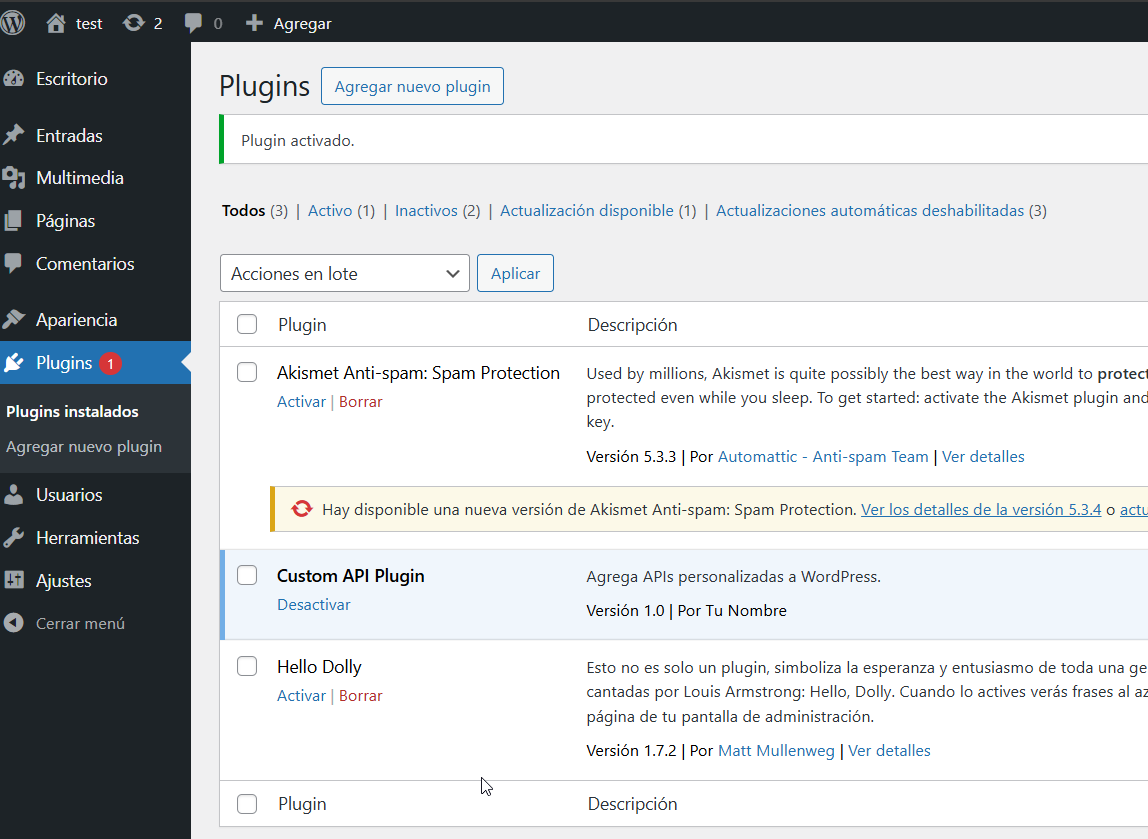 test 2 0 Agregar
Escritorio
Entradas
Multimedia
Páginas
Comentarios
Apariencia
Plugins 1
Plugins instalados
Agregar nuevo plugin
Usuarios
Herramientas
Ajustes
Cerrar menú
Plugins Agregar nuevo plugin
Plugin activado.
Todos (3) | Activo (1) | Inactivos (2) | Actualización disponible (1) | Actualizaciones automáticas deshabilitadas (3)
Acciones en lote Aplicar
Plugin Descripción
Akismet Anti-spam: Spam Protection
Activar | Borrar
Used by millions, Akismet is quite possibly the best way in the world to protect
protected even while you sleep. To get started: activate the Akismet plugin and
key.
Versión 5.3.3 | Por Automattic - Anti-spam Team | Ver detalles
Hay disponible una nueva versión de Akismet Anti-spam: Spam Protection. Ver los detalles de la versión 5.3.4 o actu
Custom API Plugin
Desactivar
Agrega APIs personalizadas a WordPress.
Versión 1.0 | Por Tu Nombre
Hello Dolly
Activar | Borrar
Esto no es solo un plugin, simboliza la esperanza y entusiasmo de toda una ge
cantadas por Louis Armstrong: Hello, Dolly. Cuando lo actives verás frases al az
página de tu pantalla de administración.
Versión 1.7.2 | Por Matt Mullenweg | Ver detalles
Plugin Descripción